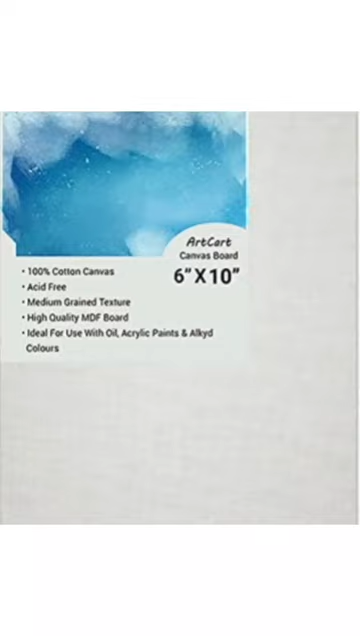 ArtCart
Canvas Board
6” X 10”
• 100% Cotton Canvas
• Acid Free
• Medium Grained Texture
• High Quality MDF Board
• Ideal For Use With Oil, Acrylic Paints & Alkyd
Colours